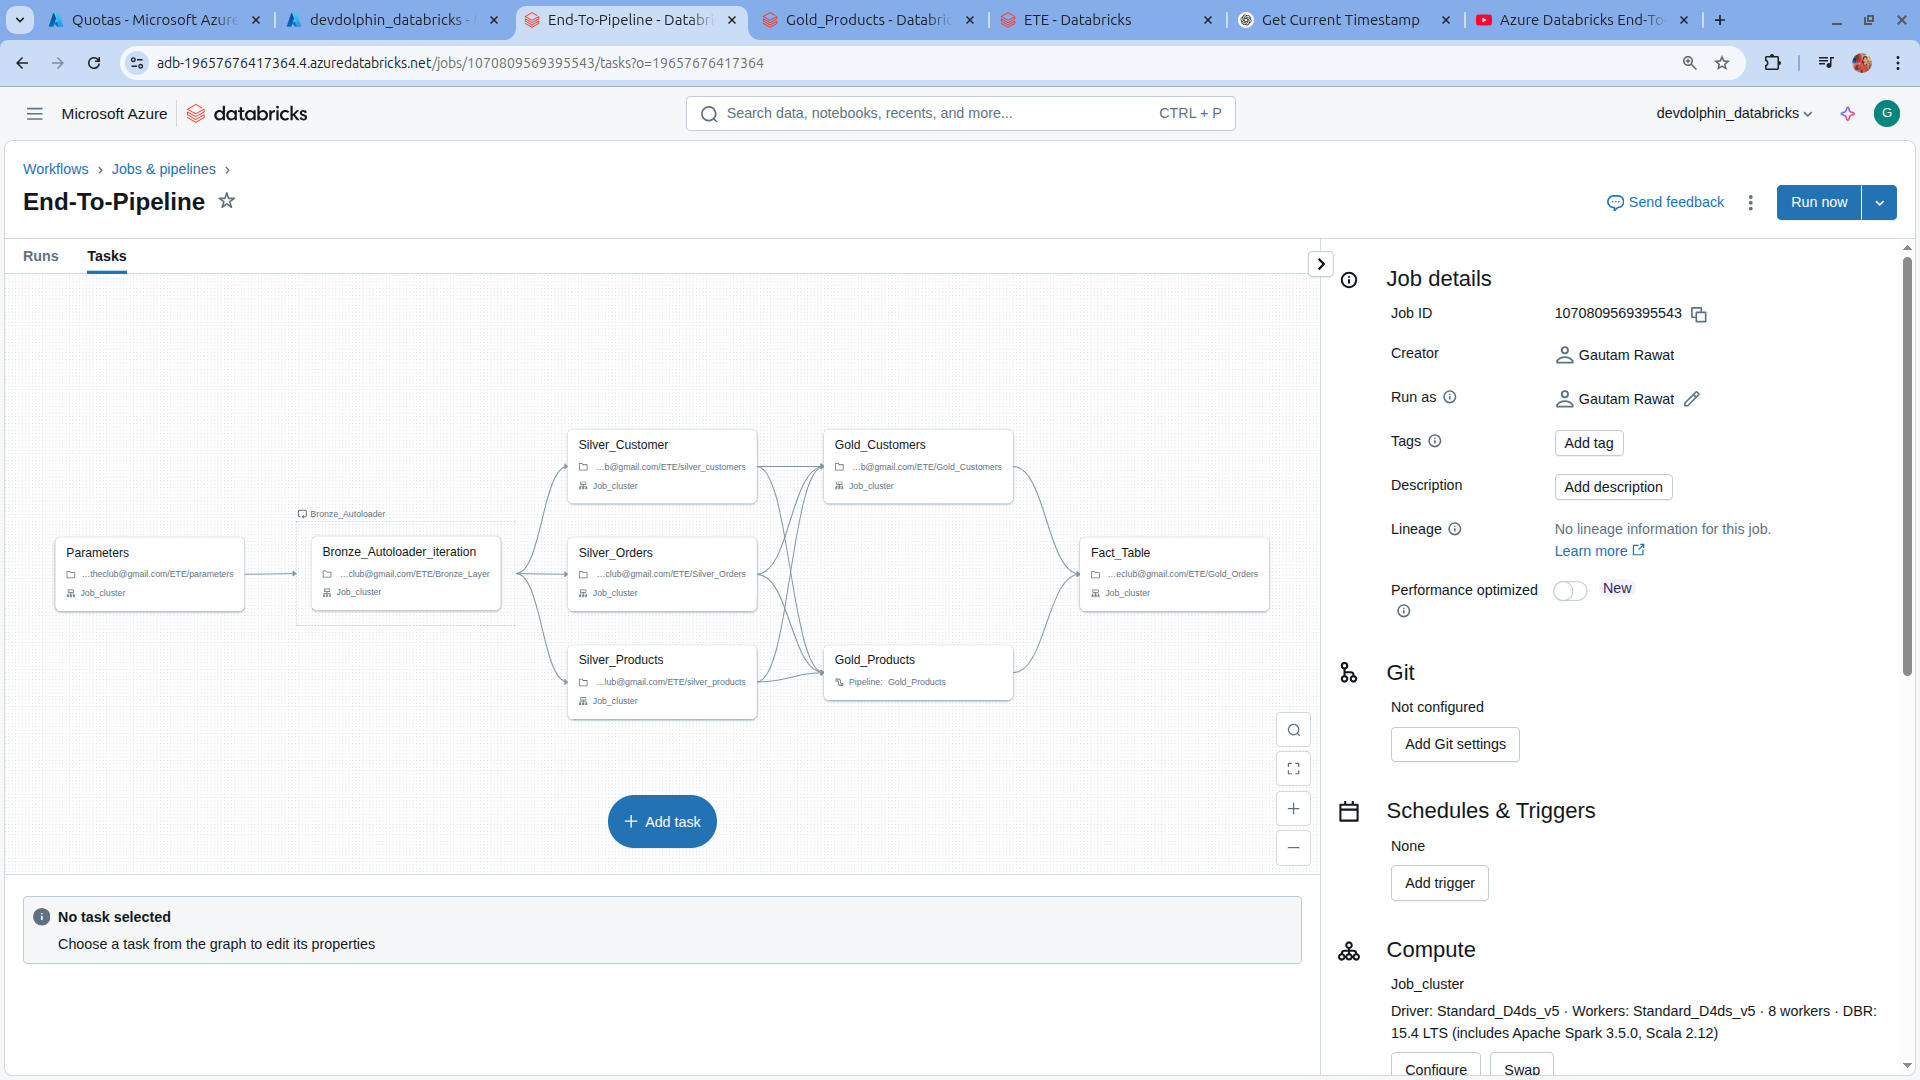 Quotas - Microsoft Azure
devdolphin_databricks -
End-To-Pipeline - Databri
Gold_Products - Databric
ETE - Databricks
Get Current Timestamp
Azure Databricks End-To-
adb-19657676417364.4.azuredatabricks.net/jobs/1070809569395543/tasks?o=19657676417364
Microsoft Azure
databricks
Search data, notebooks, recents, and more...
CTRL + P
devdolphin_databricks
G
Workflows › Jobs & pipelines ›
End-To-Pipeline
Send feedback
Run now
Runs
Tasks
Silver_Customer
...b@gmail.com/ETE/silver_customers
Job_cluster
Gold_Customers
...b@gmail.com/ETE/Gold_Customers
Job_cluster
Bronze_Autoloader
Parameters
...theclub@gmail.com/ETE/parameters
Job_cluster
Bronze_Autoloader_iteration
...club@gmail.com/ETE/Bronze_Layer
Job_cluster
Silver_Orders
...club@gmail.com/ETE/Silver_Orders
Job_cluster
Fact_Table
...eclub@gmail.com/ETE/Gold_Orders
Job_cluster
Silver_Products
...lub@gmail.com/ETE/silver_products
Job_cluster
Gold_Products
Pipeline: Gold_Products
+ Add task
No task selected
Choose a task from the graph to edit its properties
Job details
Job ID
1070809569395543
Creator
Gautam Rawat
Run as
Gautam Rawat
Tags
Add tag
Description
Add description
Lineage
No lineage information for this job.
Learn more
Performance optimized
New
Git
Not configured
Add Git settings
Schedules & Triggers
None
Add trigger
Compute
Job_cluster
Driver: Standard_D4ds_v5 · Workers: Standard_D4ds_v5 · 8 workers · DBR:
15.4 LTS (includes Apache Spark 3.5.0, Scala 2.12)
Configure
Swap